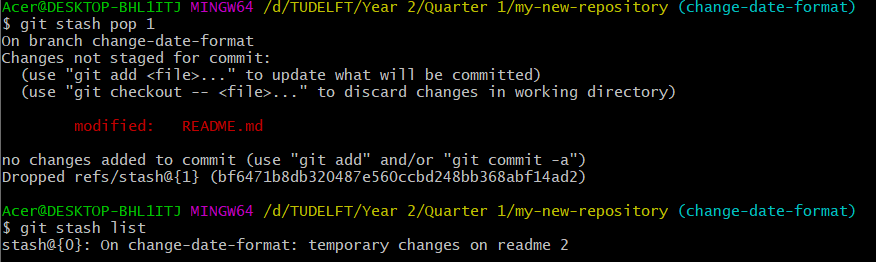 Acer@DESKTOP-BHL1ITJ MINGW64 /d/TUDELFT/Year 2/Quarter 1/my-new-repository (change-date-format)
$ git stash pop 1
On branch change-date-format
Changes not staged for commit:
  (use "git add <file>..." to update what will be committed)
  (use "git checkout -- <file>..." to discard changes in working directory)

        modified:   README.md

no changes added to commit (use "git add" and/or "git commit -a")
Dropped refs/stash@{1} (bf6471b8db320487e560ccbd248bb368abf14ad2)

Acer@DESKTOP-BHL1ITJ MINGW64 /d/TUDELFT/Year 2/Quarter 1/my-new-repository (change-date-format)
$ git stash list
stash@{0}: On change-date-format: temporary changes on readme 2